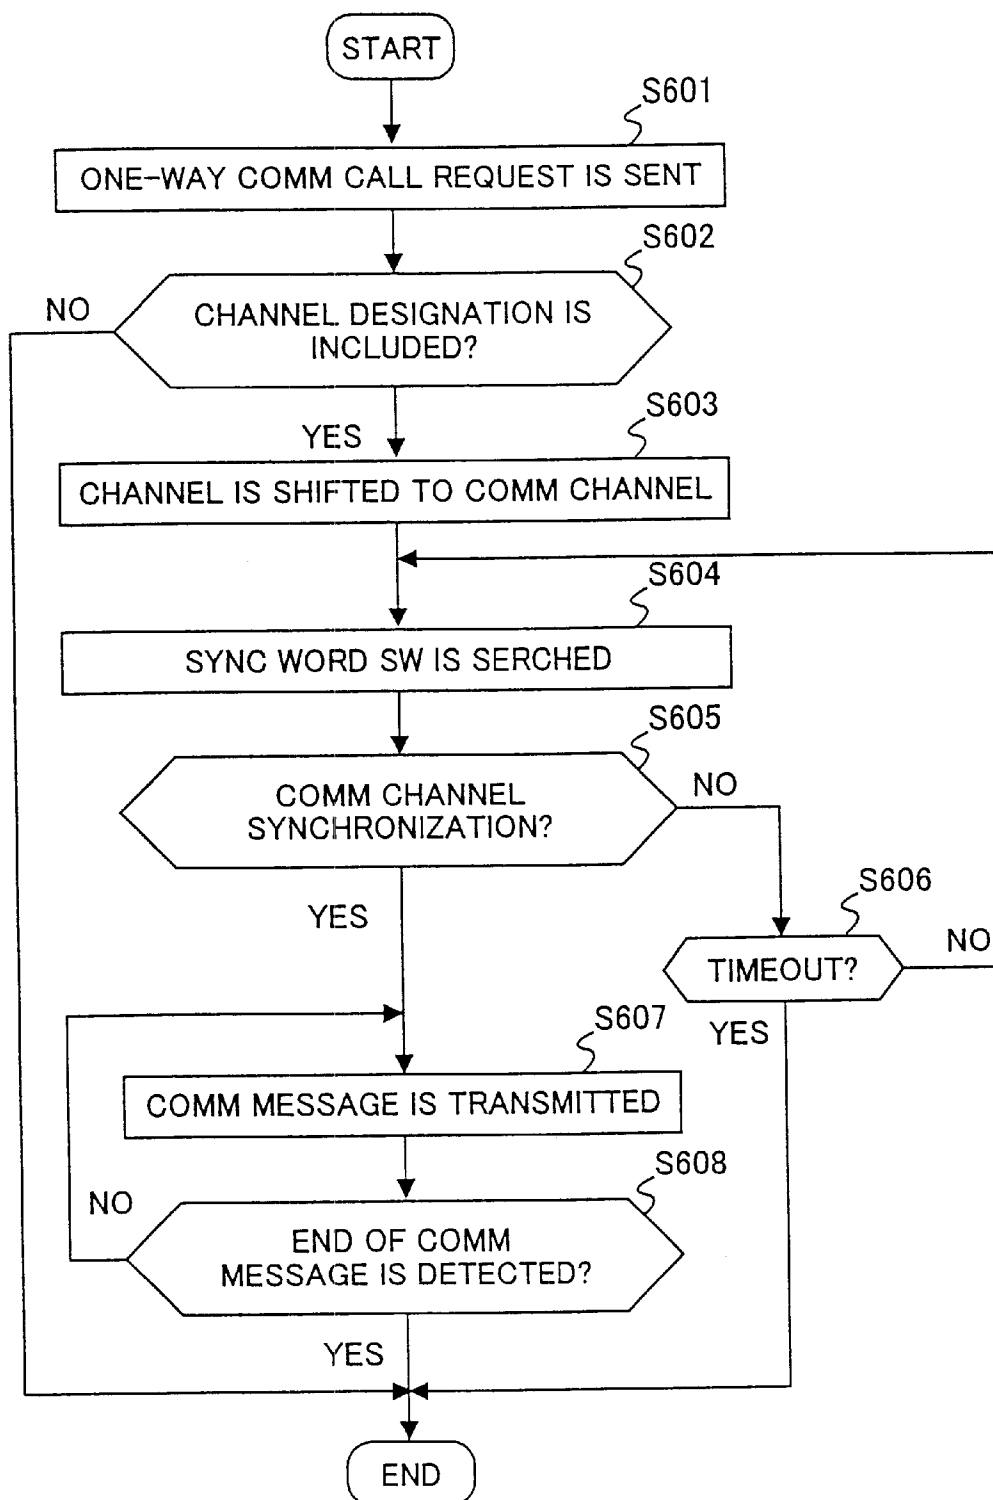 START
S601
ONE-WAY COMM CALL REQUEST IS SENT
S602
NO
CHANNEL DESIGNATION IS
INCLUDED?
S603
YES
CHANNEL IS SHIFTED TO COMM CHANNEL
S604
SYNC WORD SW IS SERCHED
S605
COMM CHANNEL
SYNCHRONIZATION?
NO
S606
YES
TIMEOUT?
NO
S607
YES
COMM MESSAGE IS TRANSMITTED
S608
NO
END OF COMM
MESSAGE IS DETECTED?
YES
END